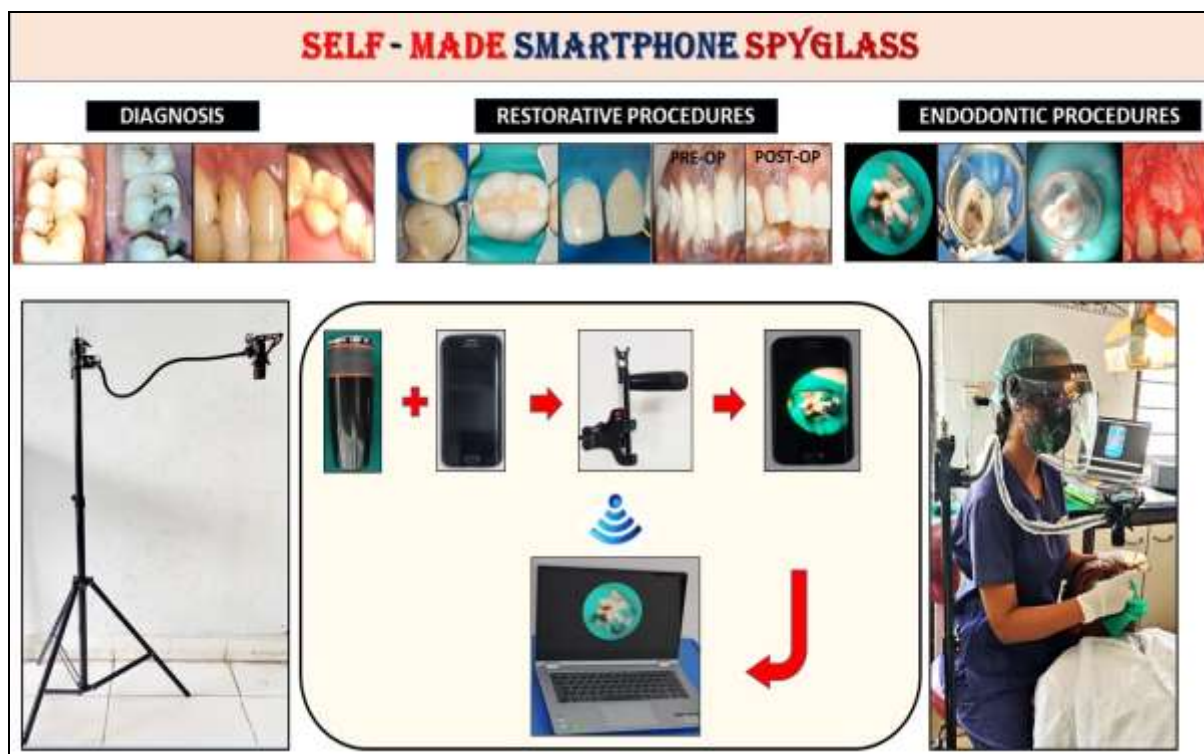 SELF - MADE SMARTPHONE SPYGLASS
DIAGNOSIS
RESTORATIVE PROCEDURES
ENDODONTIC PROCEDURES
PRE-OP
POST-OP